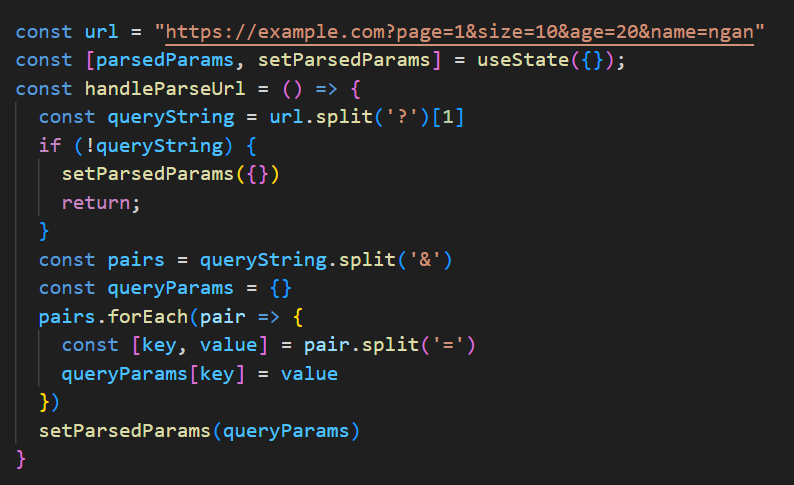 const url = "https://example.com?page=1&size=10&age=20&name=ngan"
const [parsedParams, setParsedParams] = useState({});
const handleParseUrl = () => {
  const queryString = url.split('?')[1]
  if (!queryString) {
    setParsedParams({})
    return;
  }
  const pairs = queryString.split('&')
  const queryParams = {}
  pairs.forEach(pair => {
    const [key, value] = pair.split('=')
    queryParams[key] = value
  })
  setParsedParams(queryParams)
}